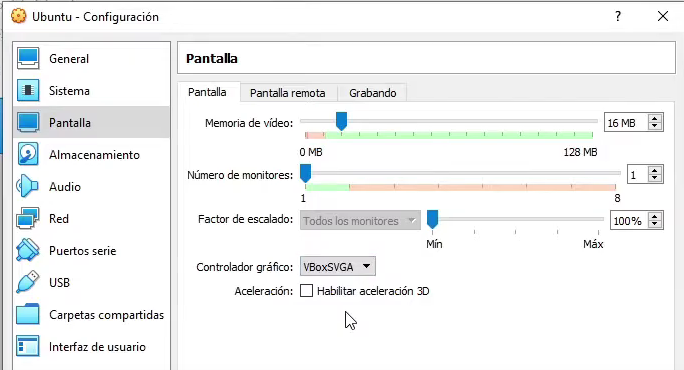 Ubuntu - Configuración
?
General
Sistema
Pantalla
Almacenamiento
Audio
Red
Puertos serie
USB
Carpetas compartidas
Interfaz de usuario
Pantalla
Pantalla Pantalla remota Grabando
Memoria de vídeo: 16 MB
0 MB 128 MB
Número de monitores: 1
1 8
Factor de escalado: Todos los monitores 100%
Mín Máx
Controlador gráfico: VBoxSVGA
Aceleración: Habilitar aceleración 3D